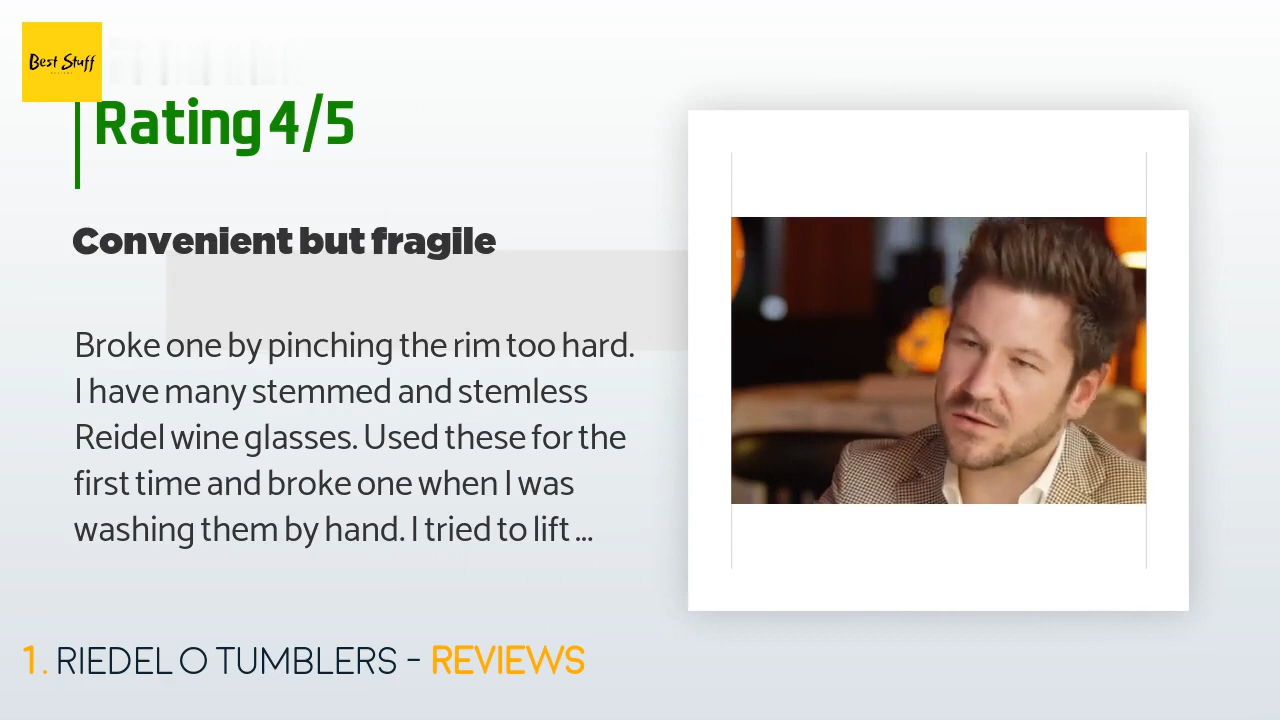 Best Stuff
Rating 4/5
Convenient but fragile
Broke one by pinching the rim too hard.
I have many stemmed and stemless
Reidel wine glasses. Used these for the
first time and broke one when I was
washing them by hand. I tried to lift ...
1. RIEDEL O TUMBLERS - REVIEWS